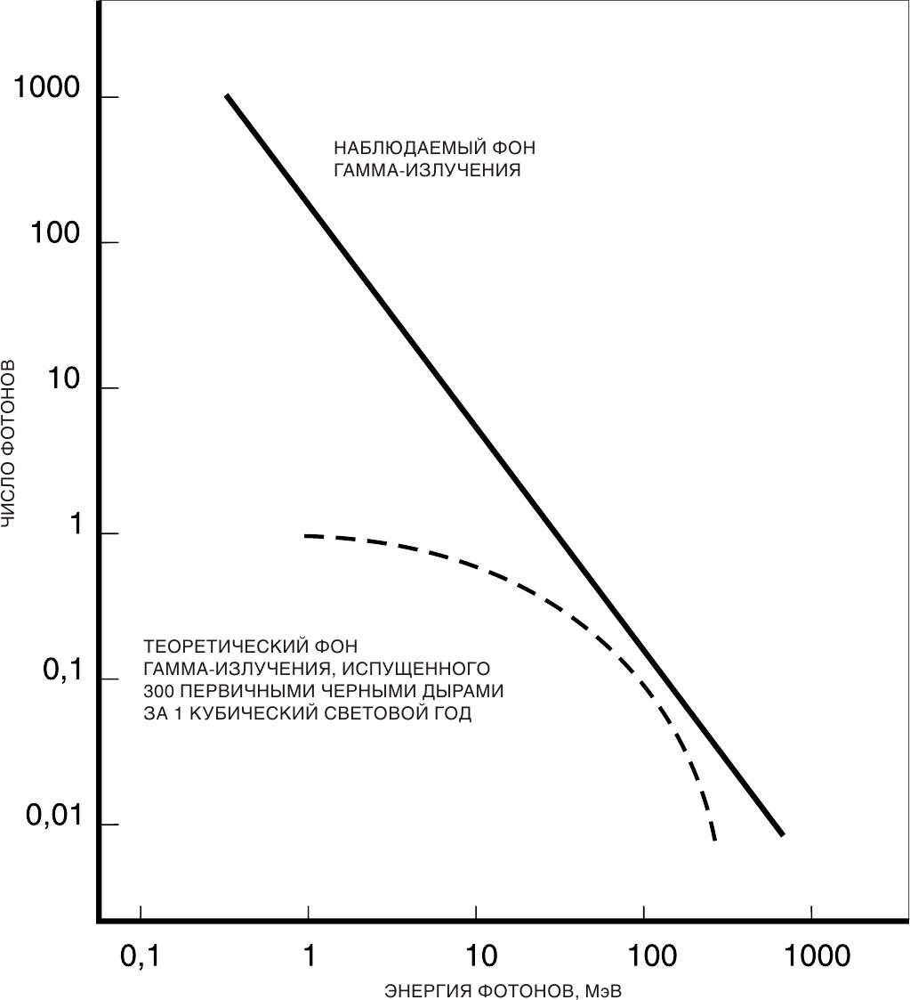 1000
НАБЛЮДАЕМЫЙ ФОН
ГАММА-ИЗЛУЧЕНИЯ
100
10
ЧИСЛО ФОТОНОВ
1
ТЕОРЕТИЧЕСКИЙ ФОН
ГАММА-ИЗЛУЧЕНИЯ, ИСПУЩЕННОГО
300 ПЕРВИЧНЫМИ ЧЕРНЫМИ ДЫРАМИ
ЗА 1 КУБИЧЕСКИЙ СВЕТОВОЙ ГОД
0,1
0,01
0,1 1 10 100 1000
ЭНЕРГИЯ ФОТОНОВ, МэВ